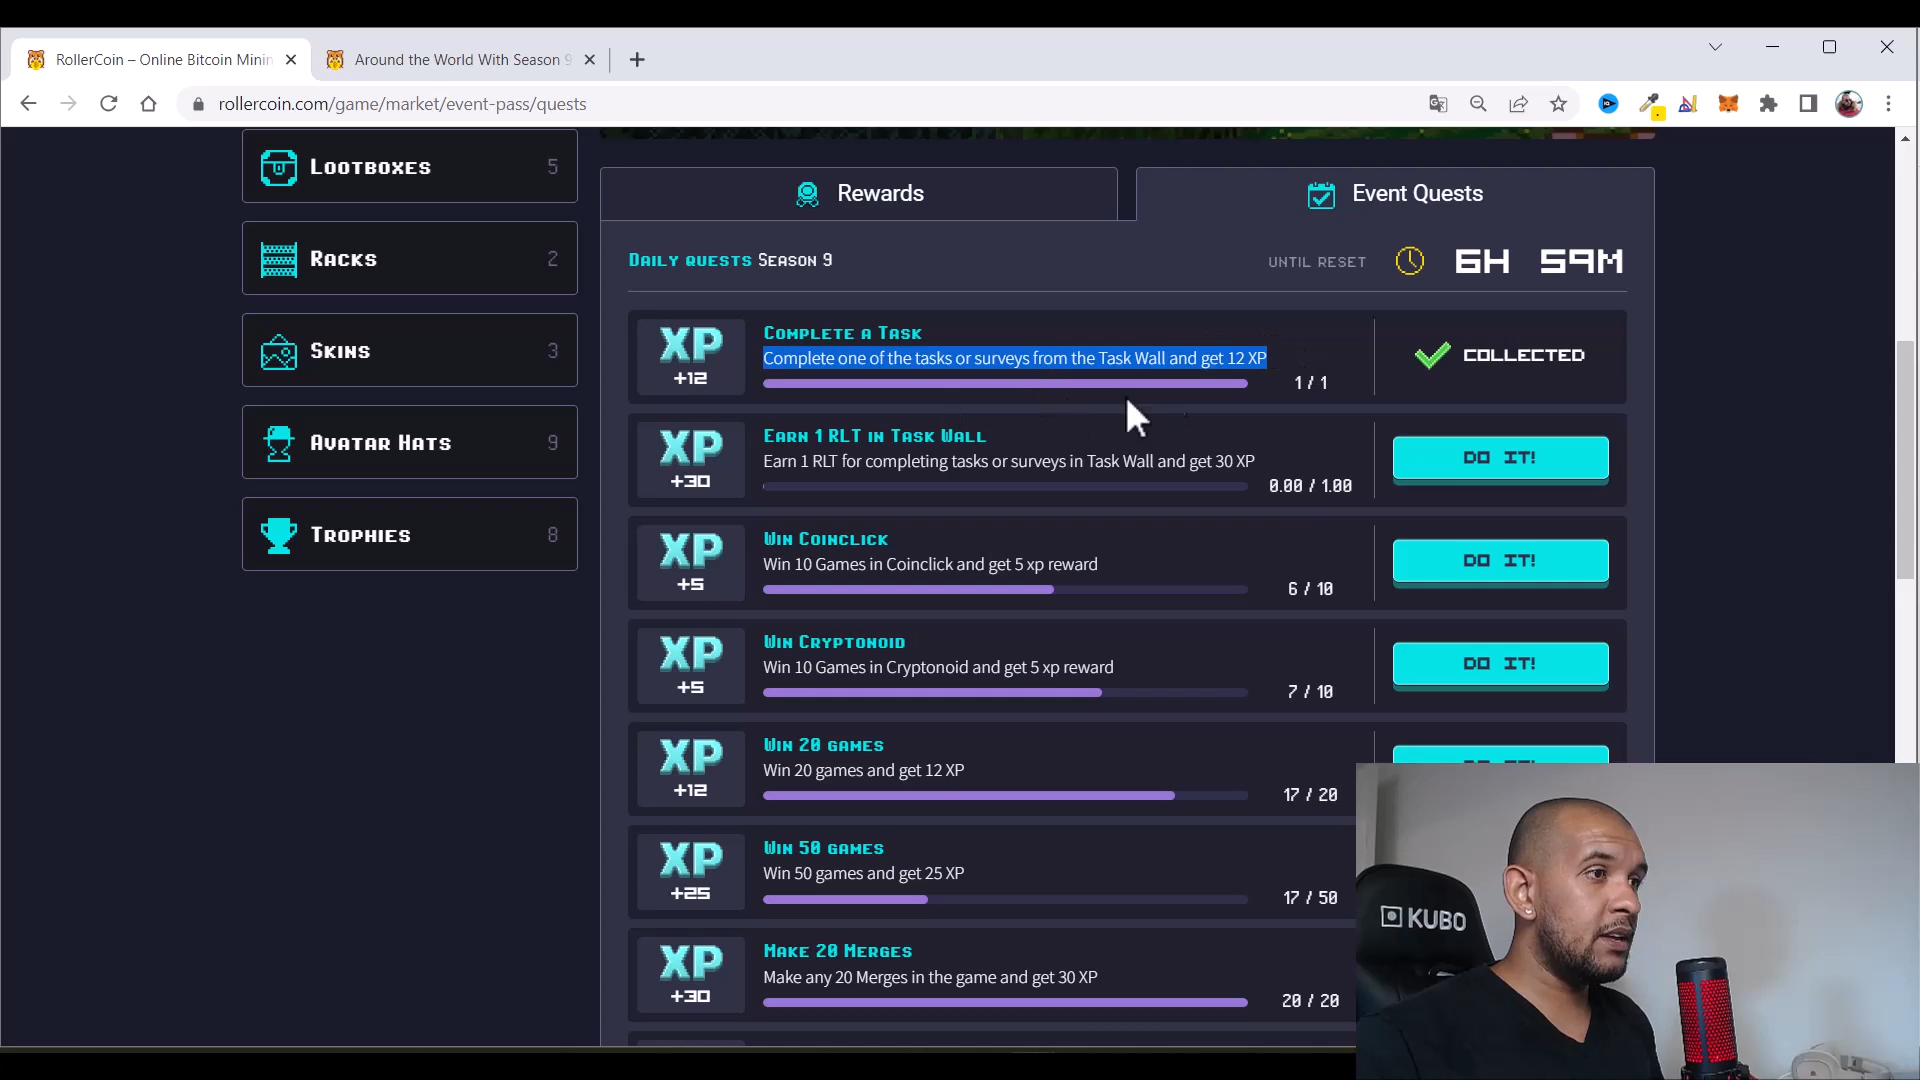 RollerCoin – Online Bitcoin Minin
Around the World With Season 9
rollercoin.com/game/market/event-pass/quests
Lootboxes 5
Racks 2
Skins 3
Avatar Hats 9
Trophies 8
Rewards
Event Quests
Daily quests Season 9
UNTIL RESET 6H 59M
XP +12
Complete a Task
Complete one of the tasks or surveys from the Task Wall and get 12 XP
1 / 1
COLLECTED
XP +30
Earn 1 RLT in Task Wall
Earn 1 RLT for completing tasks or surveys in Task Wall and get 30 XP
0.00 / 1.00
DO IT!
XP +5
Win Coinclick
Win 10 Games in Coinclick and get 5 xp reward
6 / 10
DO IT!
XP +5
Win Cryptonoid
Win 10 Games in Cryptonoid and get 5 xp reward
7 / 10
DO IT!
XP +12
Win 20 games
Win 20 games and get 12 XP
17 / 20
XP +25
Win 50 games
Win 50 games and get 25 XP
17 / 50
XP +30
Make 20 Merges
Make any 20 Merges in the game and get 30 XP
20 / 20
KUBO